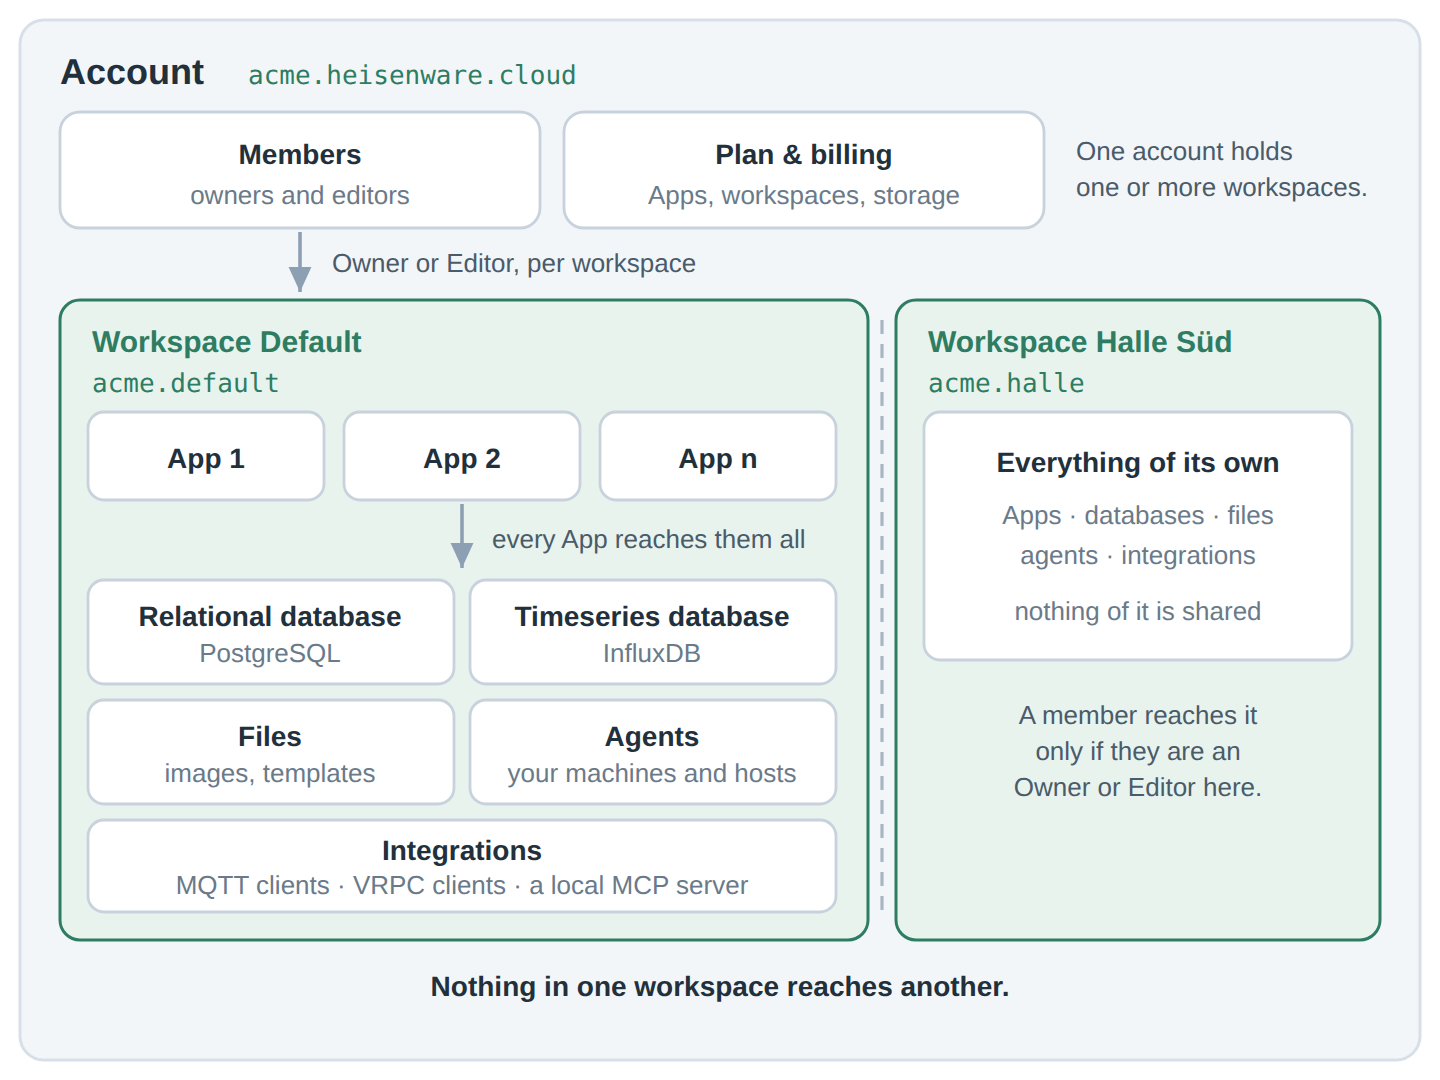 Account acme.heisenware.cloud
Members
owners and editors
Plan & billing
Apps, workspaces, storage
One account holds
one or more workspaces.
Owner or Editor, per workspace
Workspace Default
acme.default
App 1
App 2
App n
every App reaches them all
Relational database
PostgreSQL
Timeseries database
InfluxDB
Files
images, templates
Agents
your machines and hosts
Integrations
MQTT clients · VRPC clients · a local MCP server
Workspace Halle Süd
acme.halle
Everything of its own
Apps · databases · files
agents · integrations
nothing of it is shared
A member reaches it
only if they are an
Owner or Editor here.
Nothing in one workspace reaches another.